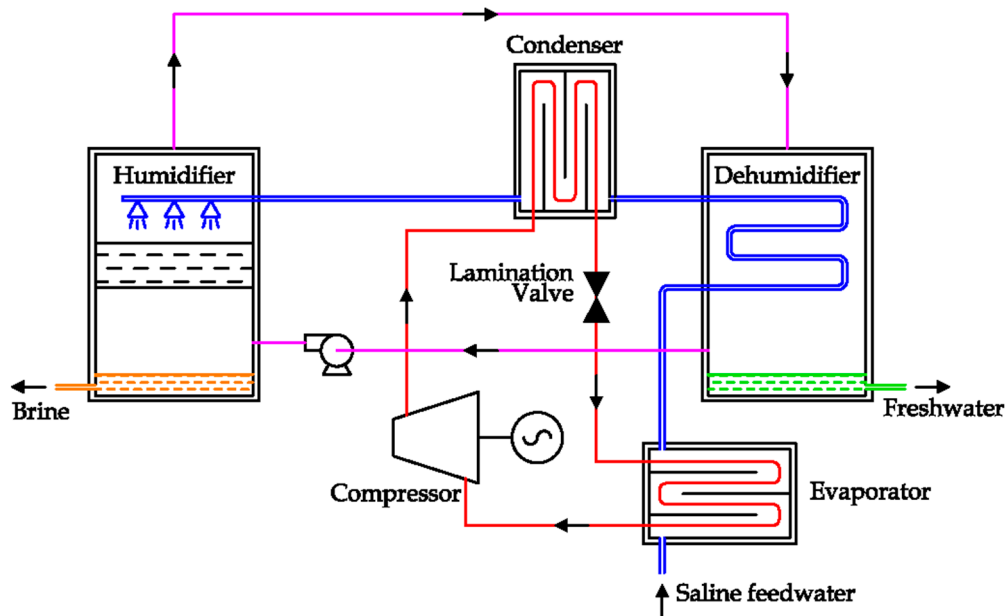 Condenser
Humidifier
Dehumidifier
Lamination
Valve
Brine
Freshwater
Compressor
Evaporator
Saline feedwater